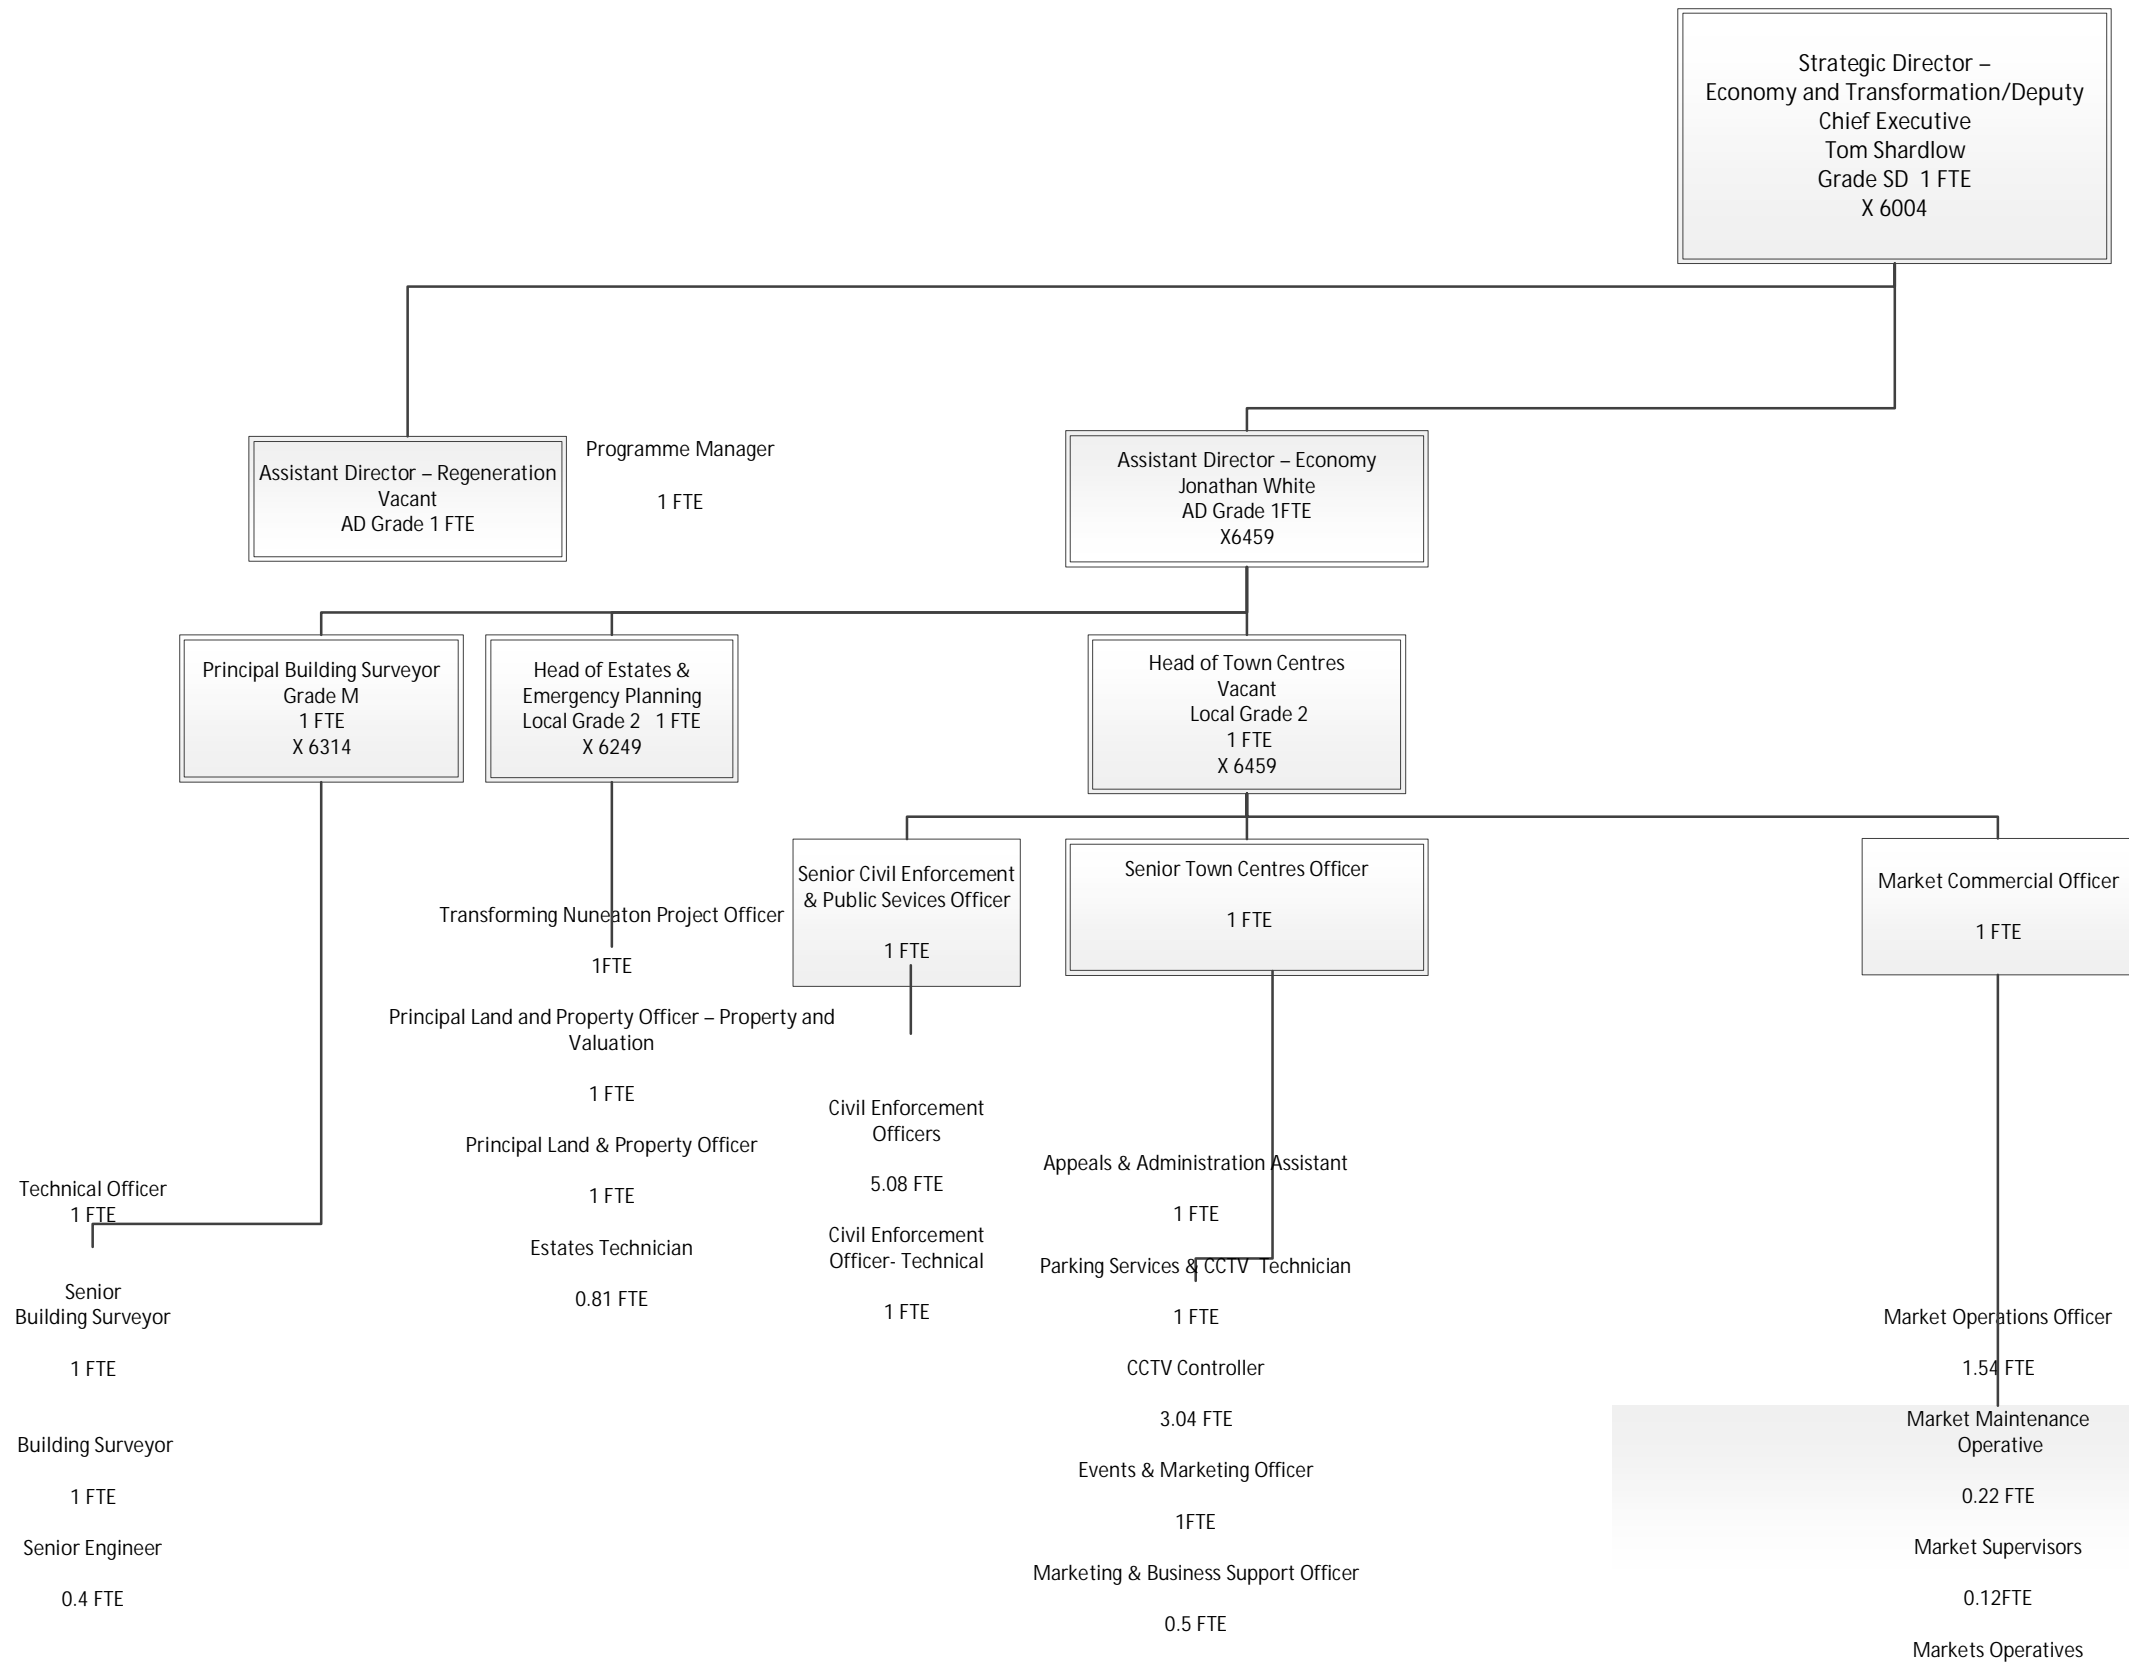 Strategic Director –
Economy and Transformation/Deputy
Chief Executive
Tom Shardlow
Grade SD 1 FTE
X 6004
Assistant Director – Regeneration
Vacant
AD Grade 1 FTE
Programme Manager
1 FTE
Assistant Director – Economy
Jonathan White
AD Grade 1FTE
X6459
Principal Building Surveyor
Grade M
1 FTE
X 6314
Head of Estates &
Emergency Planning
Local Grade 2 1 FTE
X 6249
Head of Town Centres
Vacant
Local Grade 2
1 FTE
X 6459
Senior Civil Enforcement
& Public Sevices Officer
1 FTE
Senior Town Centres Officer
1 FTE
Market Commercial Officer
1 FTE
Technical Officer
1 FTE
Senior
Building Surveyor
1 FTE
Building Surveyor
1 FTE
Senior Engineer
0.4 FTE
Transforming Nuneaton Project Officer
1FTE
Principal Land and Property Officer – Property and
Valuation
1 FTE
Principal Land & Property Officer
1 FTE
Estates Technician
0.81 FTE
Civil Enforcement
Officers
5.08 FTE
Civil Enforcement
Officer- Technical
1 FTE
Appeals & Administration Assistant
1 FTE
Parking Services & CCTV Technician
1 FTE
CCTV Controller
3.04 FTE
Events & Marketing Officer
1FTE
Marketing & Business Support Officer
0.5 FTE
Market Operations Officer
1.54 FTE
Market Maintenance
Operative
0.22 FTE
Market Supervisors
0.12FTE
Markets Operatives